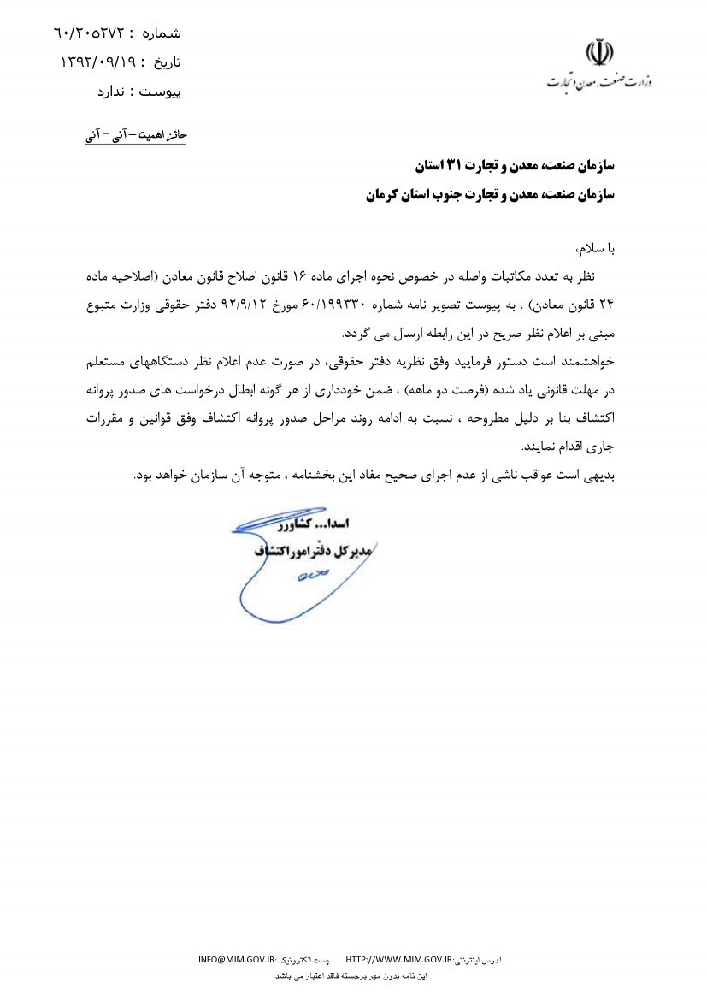 شماره : ۶۰/۲۰۵۲۷۲
تاریخ : ۱۳۹۲/۰۹/۱۹
پیوست : ندارد
وزارت صنعت، معدن و تجارت
حائز اهمیت – آنی – آنی
سازمان صنعت، معدن و تجارت ۳۱ استان
سازمان صنعت، معدن و تجارت جنوب استان کرمان
با سلام،
نظر به تعدد مکاتبات واصله در خصوص نحوه اجرای ماده ۱۶ قانون اصلاح قانون معادن (اصلاحیه ماده
۲۴ قانون معادن) ، به پیوست تصویر نامه شماره ۶۰/۱۹۹۳۳۰ مورخ ۹۲/۹/۱۲ دفتر حقوقی وزارت متبوع
مبنی بر اعلام نظر صریح در این رابطه ارسال می گردد.
خواهشمند است دستور فرمایید وفق نظریه دفتر حقوقی، در صورت عدم اعلام نظر دستگاههای مستعلم
در مهلت قانونی یاد شده (فرصت دو ماهه) ، ضمن خودداری از هر گونه ابطال درخواست های صدور پروانه
اکتشاف بنا بر دلیل مطروحه ، نسبت به ادامه روند مراحل صدور پروانه اکتشاف وفق قوانین و مقررات
جاری اقدام نمایند.
بدیهی است عواقب ناشی از عدم اجرای صحیح مفاد این بخشنامه ، متوجه آن سازمان خواهد بود.
اسدا... کشاورز
مدیرکل دفتر امور اکتشاف
آدرس اینترنتی:HTTP://WWW.MIM.GOV.IR پست الکترونیک :INFO@MIM.GOV.IR
این نامه بدون مهر برجسته فاقد اعتبار می باشد.